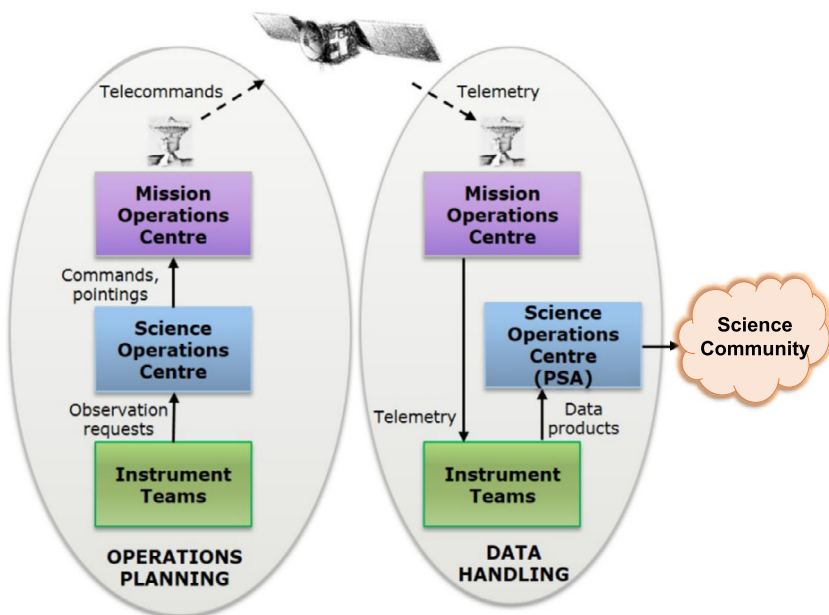 Telecommands
Mission
Operations
Centre
Commands,
pointings
Science
Operations
Centre
Observation
requests
Instrument
Teams
OPERATIONS
PLANNING
Telemetry
Mission
Operations
Centre
Science
Operations
Centre
(PSA)
Telemetry
Data
products
Instrument
Teams
DATA
HANDLING
Science
Community